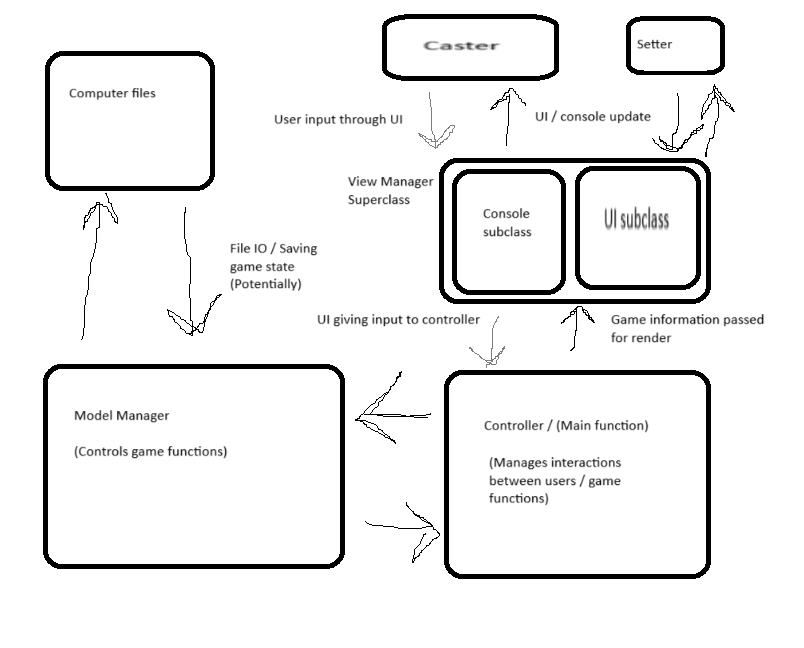 Caster
Setter
Computer files
User input through UI
UI / console update
View Manager
Superclass
Console
subclass
UI subclass
File IO / Saving
game state
(Potentially)
UI giving input to controller
Game information passed
for render
Model Manager
(Controls game functions)
Controller / (Main function)
(Manages interactions
between users / game
functions)